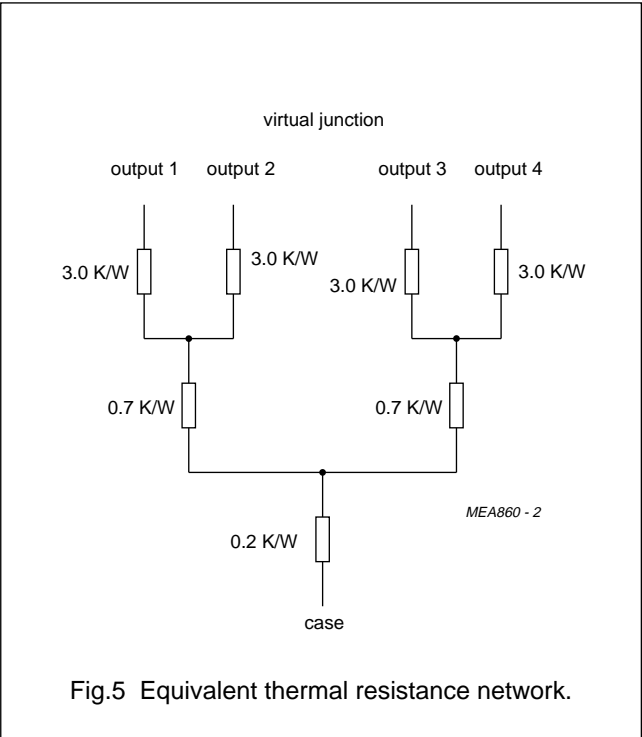 virtual junction
output 1 output 2 output 3 output 4
3.0 K/W 3.0 K/W 3.0 K/W 3.0 K/W
0.7 K/W 0.7 K/W
MEA860 - 2
0.2 K/W
case
Fig.5 Equivalent thermal resistance network.